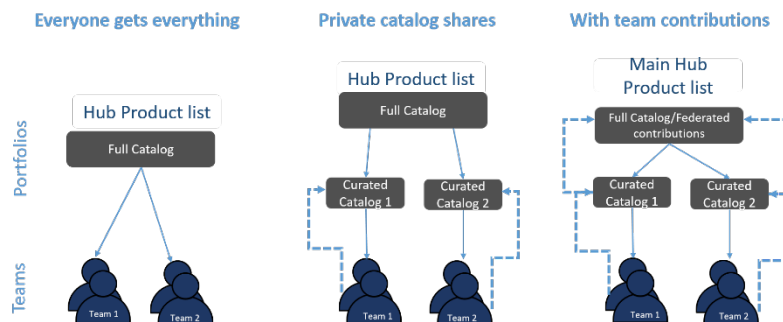 Everyone gets everything
Private catalog shares
With team contributions
Portfolios
Teams
Hub Product list
Full Catalog
Team 1
Team 2
Hub Product list
Full Catalog
Curated
Catalog 1
Curated
Catalog 2
Team 1
Team 2
Main Hub
Product list
Full Catalog/Federated
contributions
Curated
Catalog 1
Curated
Catalog 2
Team 1
Team 2